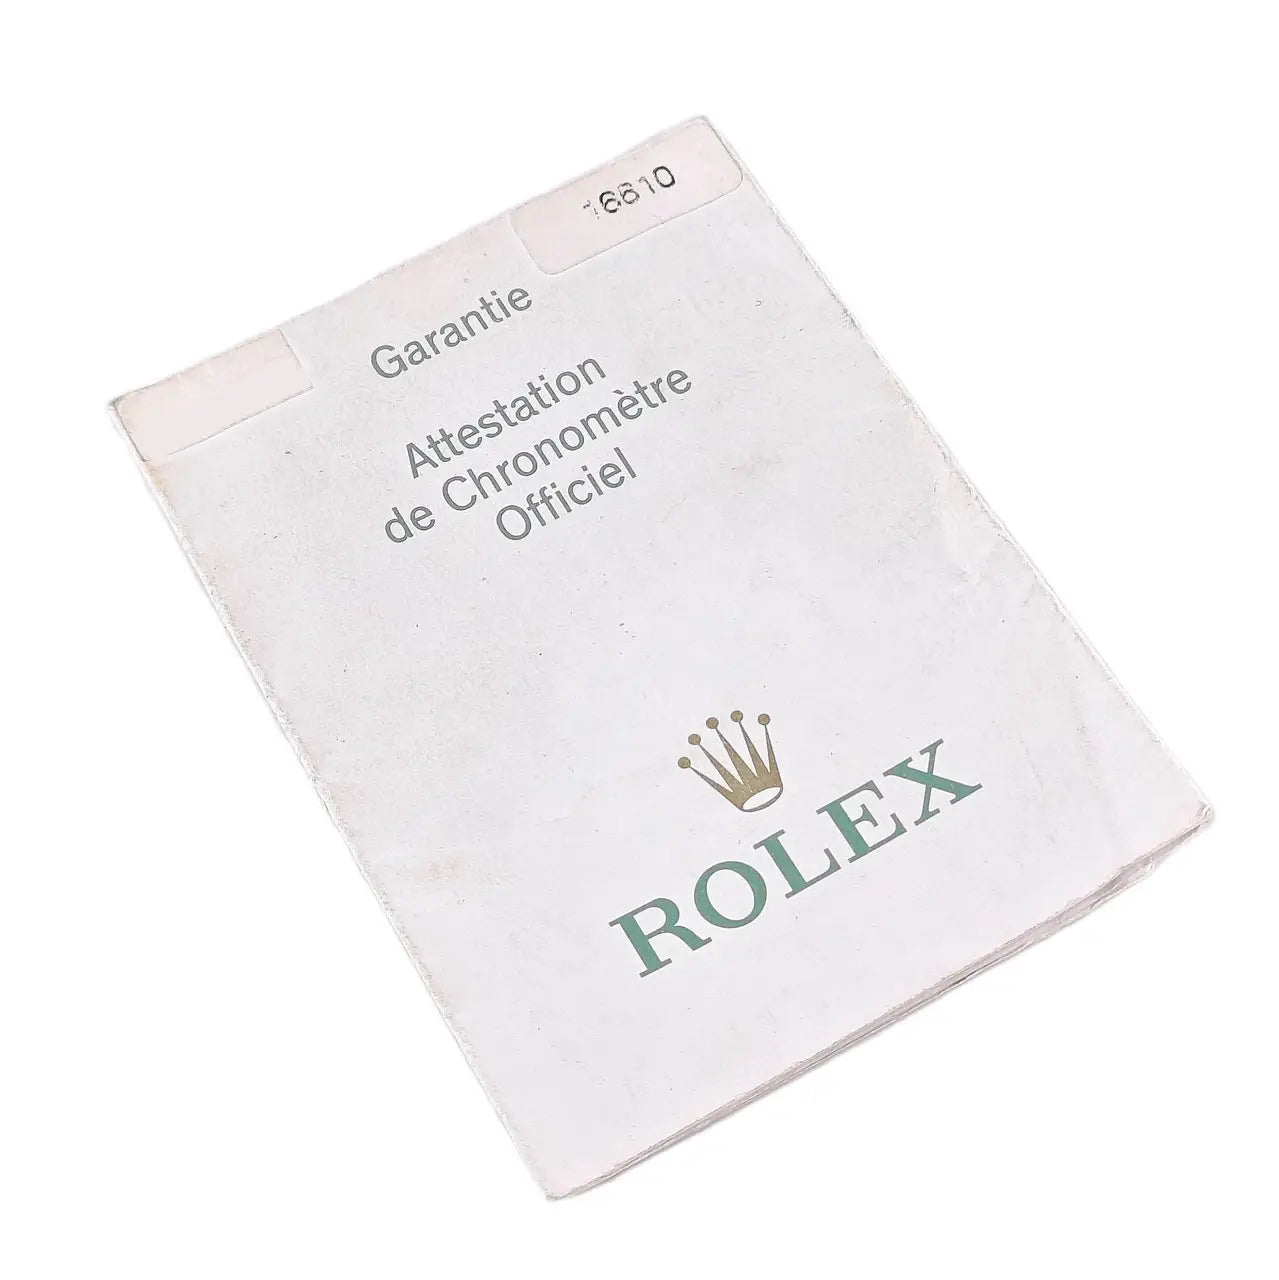 16610
Garantie
Attestation
de Chronomètre
Officiel
ROLEX